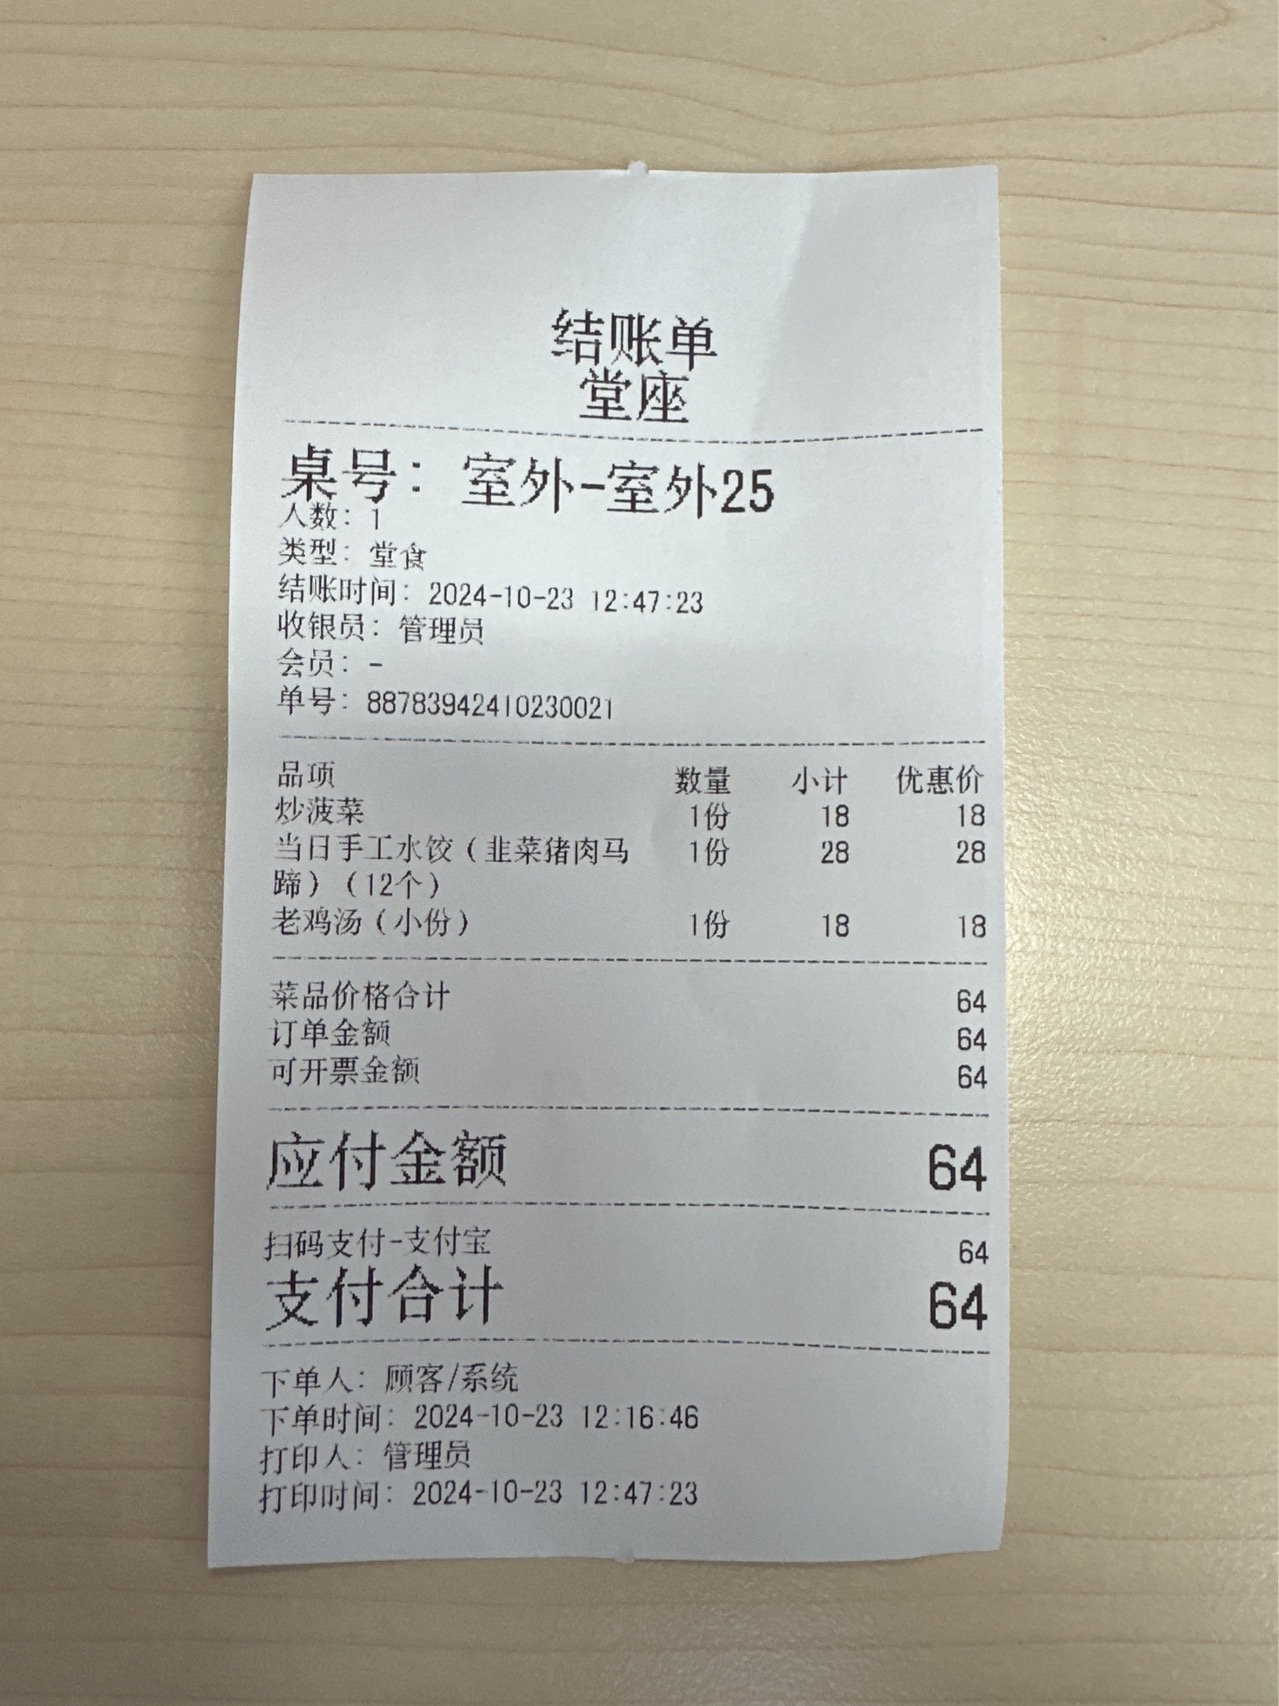 结账单
堂座
桌号：室外-室外25
人数：1
类型：堂食
结账时间：2024-10-23 12:47:23
收银员：管理员
会员：-
单号：88783942410230021
品项 数量 小计 优惠价
炒菠菜 1份 18 18
当日手工水饺（韭菜猪肉马 1份 28 28
蹄）（12个）
老鸡汤（小份） 1份 18 18
菜品价格合计 64
订单金额 64
可开票金额 64
应付金额 64
扫码支付-支付宝 64
支付合计 64
下单人：顾客/系统
下单时间：2024-10-23 12:16:46
打印人：管理员
打印时间：2024-10-23 12:47:23